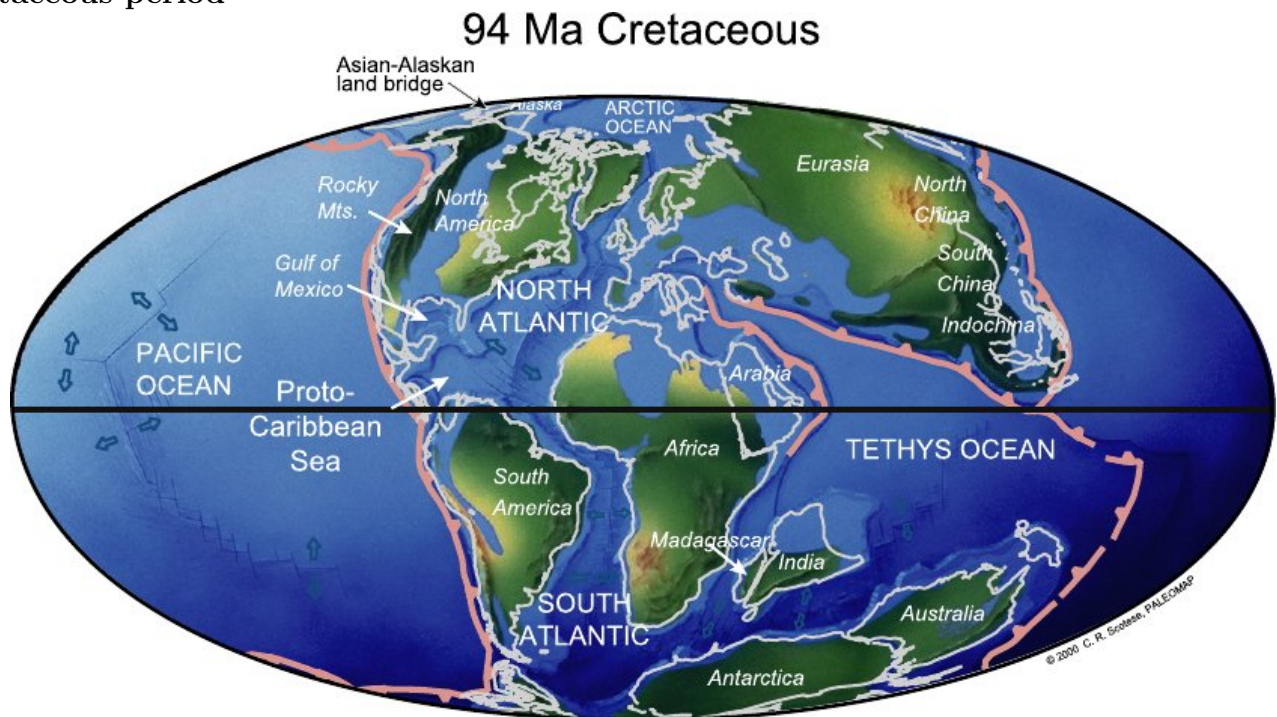 taceous period
94 Ma Cretaceous
Asian-Alaskan
land bridge
Alaska
ARCTIC
OCEAN
Eurasia
Rocky
Mts.
North
America
North
China
South
China
Gulf of
Mexico
NORTH
ATLANTIC
Indochina
PACIFIC
OCEAN
Arabia
Proto-
Caribbean
Sea
Africa
TETHYS OCEAN
South
America
Madagascar
India
SOUTH
ATLANTIC
Australia
Antarctica
© 2000 C. R. Scotese, PALEOMAP